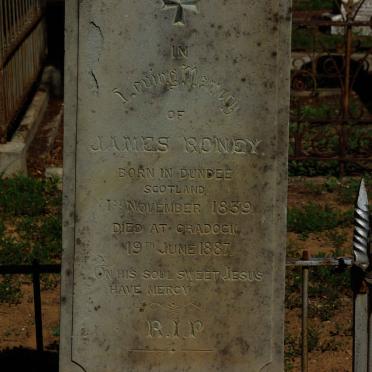 IN
Loving Memory
OF
JAMES RONEY
BORN IN DUNDEE
SCOTLAND
1ST NOVEMBER 1839
DIED AT CRADOCK
19TH JUNE 1887
ON HIS SOUL SWEET JESUS
HAVE MERCY
R.I.P